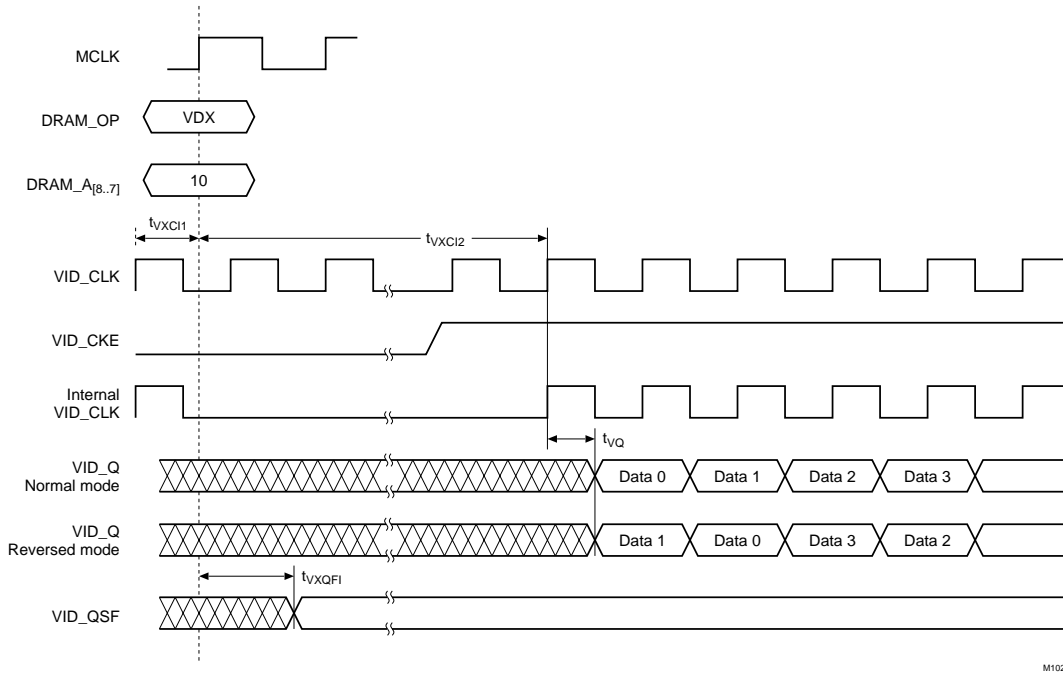 MCLK
DRAM_OP
VDX
DRAM_A[8..7]
10
tVXCI1
tVXCI2
VID_CLK
VID_CKE
Internal
VID_CLK
tVQ
VID_Q
Normal mode
Data 0
Data 1
Data 2
Data 3
VID_Q
Reversed mode
Data 1
Data 0
Data 3
Data 2
tVXQFI
VID_QSF
M102